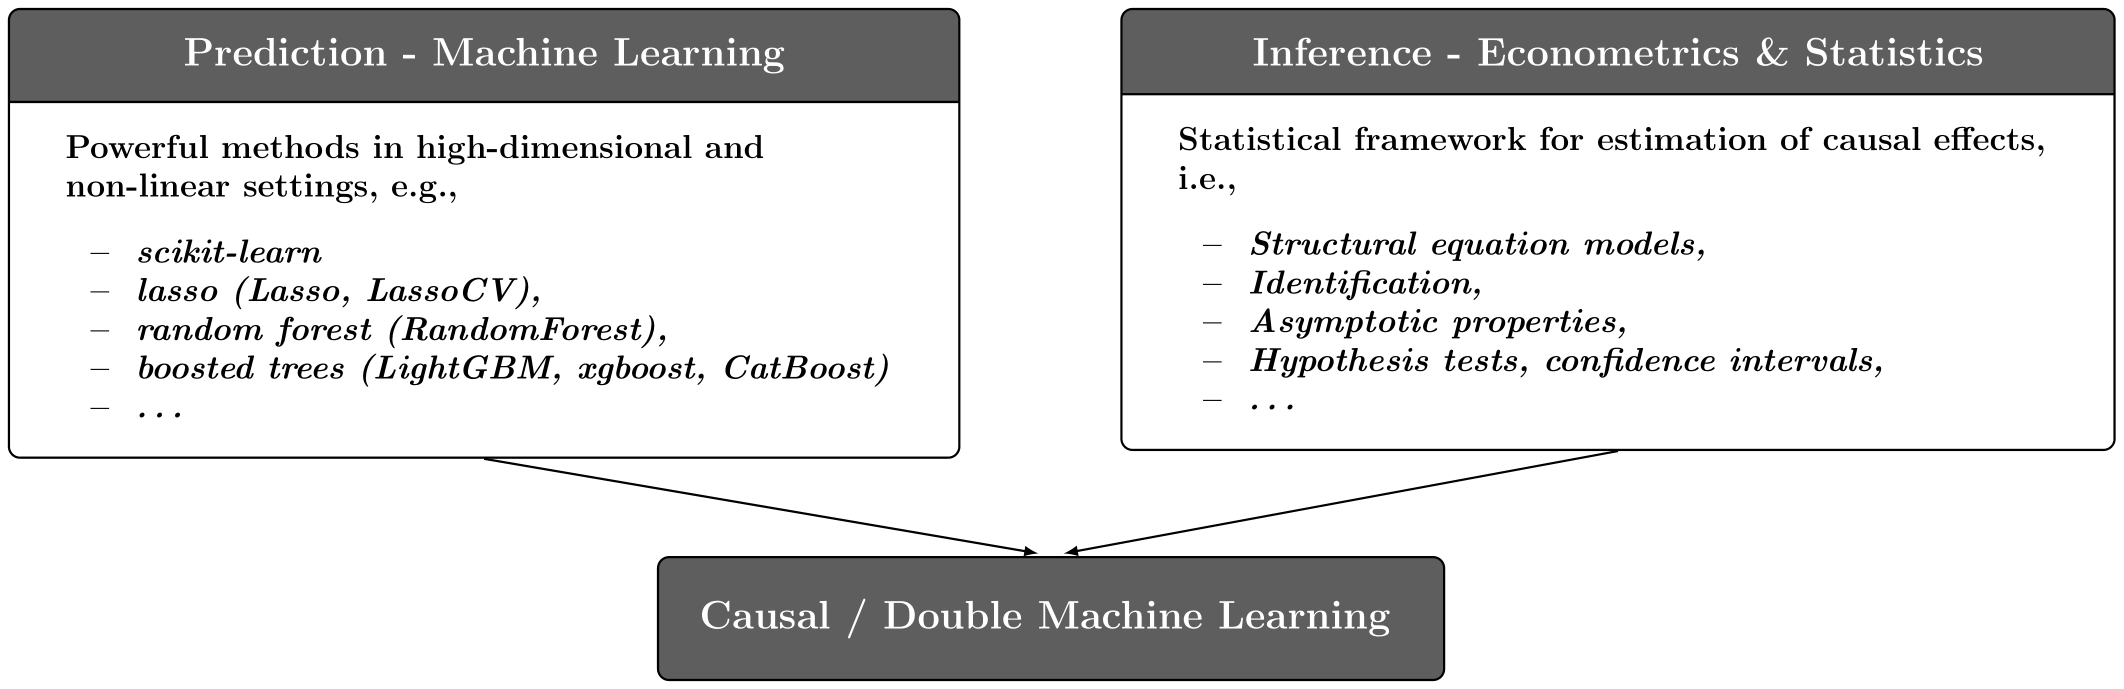 Prediction - Machine Learning
Powerful methods in high-dimensional and
non-linear settings, e.g.,
– scikit-learn
– lasso (Lasso, LassoCV),
– random forest (RandomForest),
– boosted trees (LightGBM, xgboost, CatBoost)
– . . .
Inference - Econometrics & Statistics
Statistical framework for estimation of causal effects,
i.e.,
– Structural equation models,
– Identification,
– Asymptotic properties,
– Hypothesis tests, confidence intervals,
– . . .
Causal / Double Machine Learning